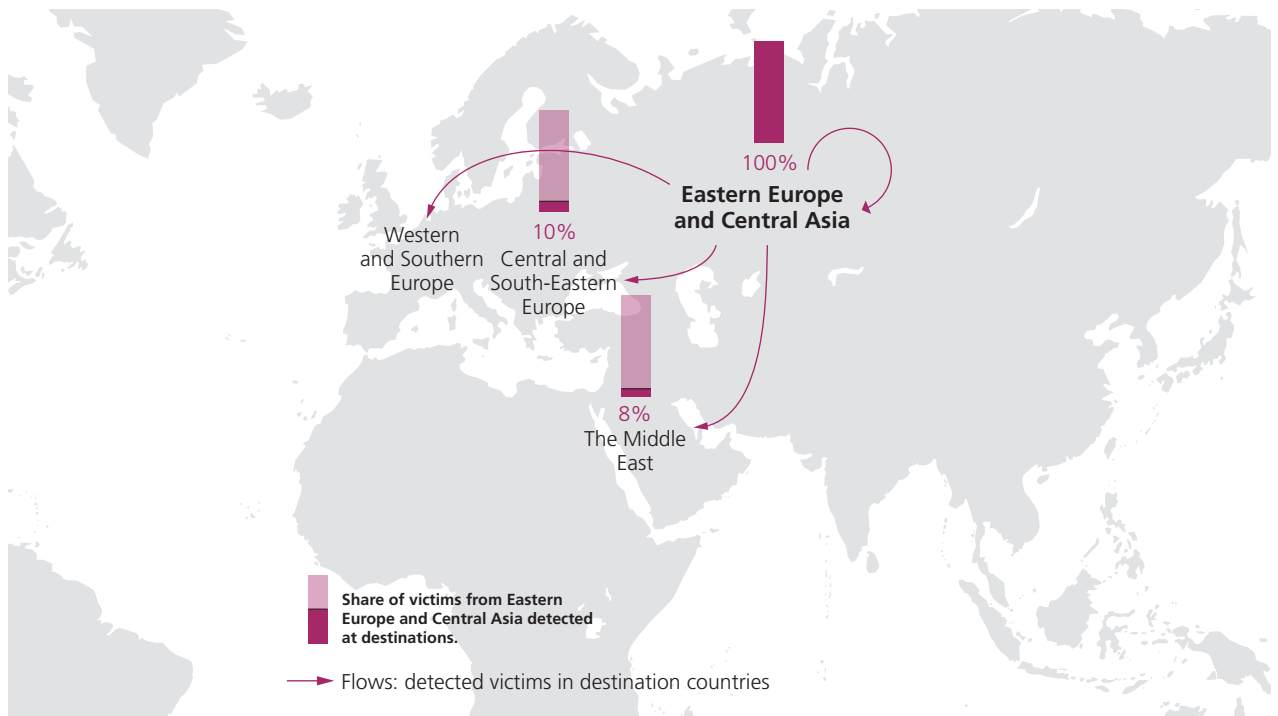 100%
Eastern Europe
and Central Asia
Western
and Southern
Europe
10%
Central and
South-Eastern
Europe
8%
The Middle
East
Share of victims from Eastern
Europe and Central Asia detected
at destinations.
Flows: detected victims in destination countries